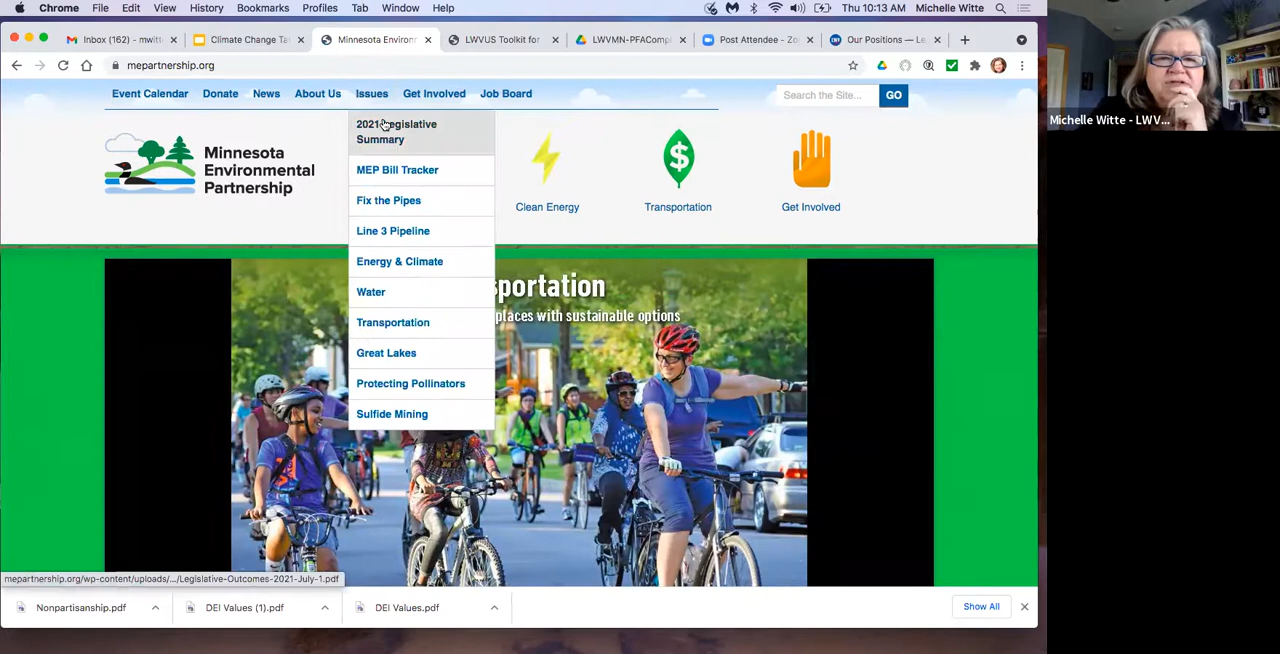 Chrome File Edit View History Bookmarks Profiles Tab Window Help Thu 10:13 AM Michelle Witte
Inbox (162) - mwitt Climate Change Ta Minnesota Environ LWVUS Toolkit for LWVMN-PFAComp Post Attendee - Zo Our Positions — Le
mepartnership.org
Event Calendar Donate News About Us Issues Get Involved Job Board Search the Site... GO
Michelle Witte - LWV...
2021 Legislative
Summary
MEP Bill Tracker
Fix the Pipes
Line 3 Pipeline
Energy & Climate
Water
Transportation
Great Lakes
Protecting Pollinators
Sulfide Mining
Minnesota
Environmental
Partnership
Clean Energy Transportation Get Involved
sportation
places with sustainable options
mepartnership.org/wp-content/uploads/.../Legislative-Outcomes-2021-July-1.pdf
Nonpartisanship.pdf DEI Values (1).pdf DEI Values.pdf Show All